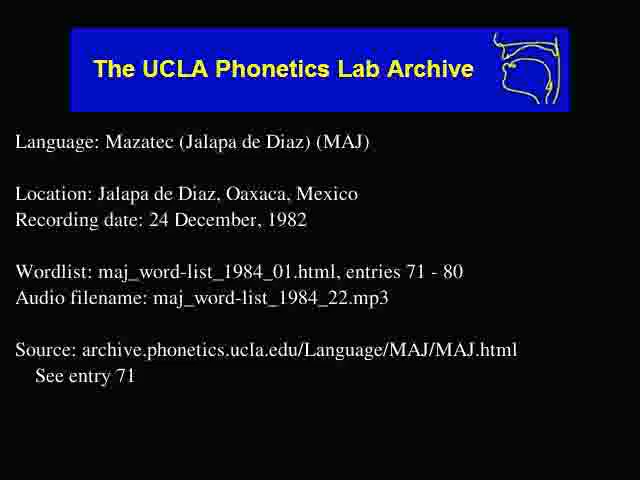 The UCLA Phonetics Lab Archive
Language: Mazatec (Jalapa de Diaz) (MAJ)
Location: Jalapa de Diaz, Oaxaca, Mexico
Recording date: 24 December, 1982
Wordlist: maj_word-list_1984_01.html, entries 71 - 80
Audio filename: maj_word-list_1984_22.mp3
Source: archive.phonetics.ucla.edu/Language/MAJ/MAJ.html
See entry 71